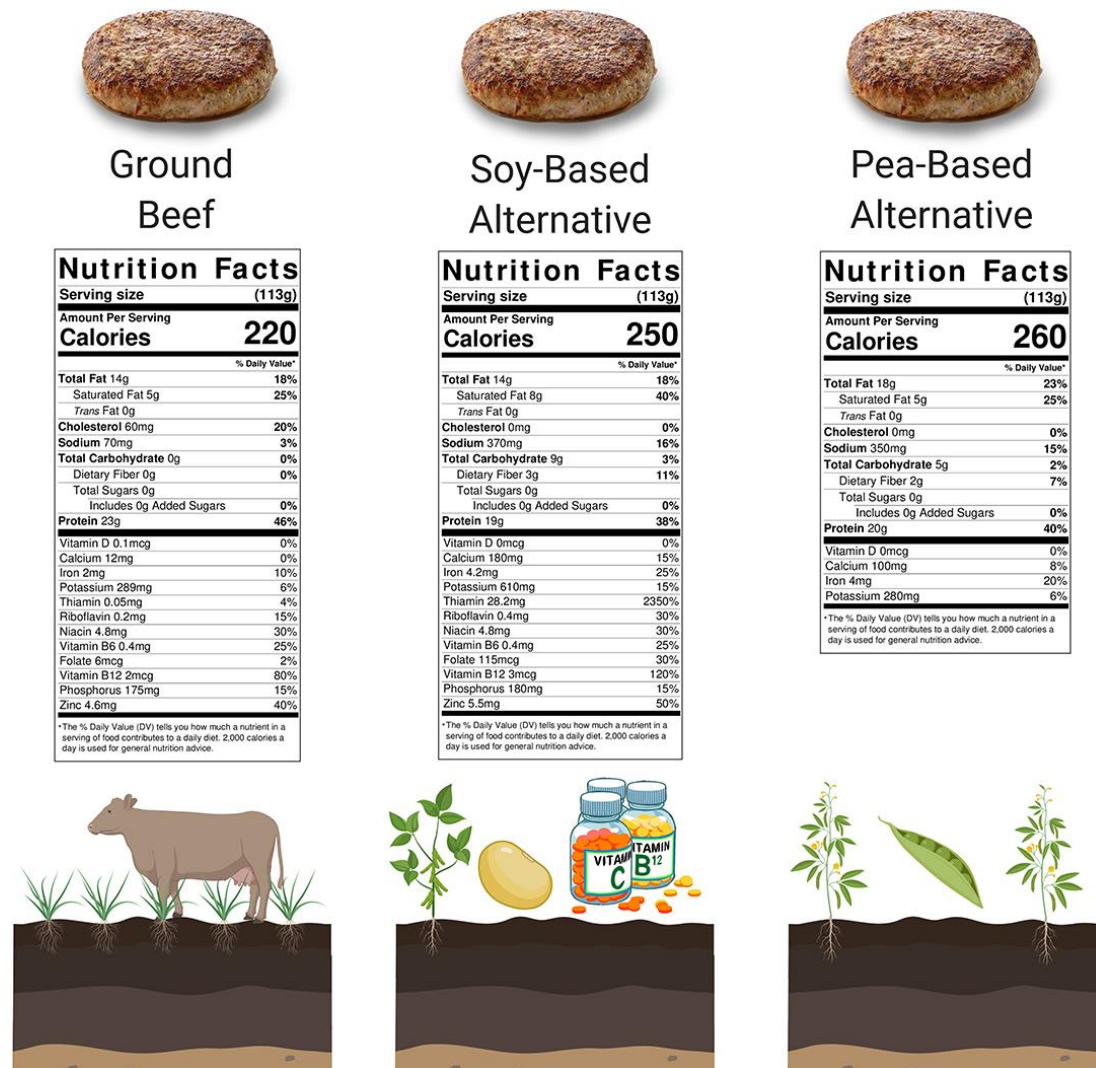 Ground
Beef
Nutrition Facts
Serving size (113g)
Amount Per Serving
Calories 220
% Daily Value*
Total Fat 14g 18%
Saturated Fat 5g 25%
Trans Fat 0g
Cholesterol 60mg 20%
Sodium 70mg 3%
Total Carbohydrate 0g 0%
Dietary Fiber 0g 0%
Total Sugars 0g
Includes 0g Added Sugars 0%
Protein 23g 46%
Vitamin D 0.1mcg 0%
Calcium 12mg 0%
Iron 2mg 10%
Potassium 289mg 6%
Thiamin 0.05mg 4%
Riboflavin 0.2mg 15%
Niacin 4.8mg 30%
Vitamin B6 0.4mg 25%
Folate 6mcg 2%
Vitamin B12 2mcg 80%
Phosphorus 175mg 15%
Zinc 4.6mg 40%
*The % Daily Value (DV) tells you how much a nutrient in a
serving of food contributes to a daily diet. 2,000 calories a
day is used for general nutrition advice.
Soy-Based
Alternative
Nutrition Facts
Serving size (113g)
Amount Per Serving
Calories 250
% Daily Value*
Total Fat 14g 18%
Saturated Fat 8g 40%
Trans Fat 0g
Cholesterol 0mg 0%
Sodium 370mg 16%
Total Carbohydrate 9g 3%
Dietary Fiber 3g 11%
Total Sugars 0g
Includes 0g Added Sugars 0%
Protein 19g 38%
Vitamin D 0mcg 0%
Calcium 180mg 15%
Iron 4.2mg 25%
Potassium 610mg 15%
Thiamin 28.2mg 2350%
Riboflavin 0.4mg 30%
Niacin 4.8mg 30%
Vitamin B6 0.4mg 25%
Folate 115mcg 30%
Vitamin B12 3mcg 120%
Phosphorus 180mg 15%
Zinc 5.5mg 50%
*The % Daily Value (DV) tells you how much a nutrient in a
serving of food contributes to a daily diet. 2,000 calories a
day is used for general nutrition advice.
VITAMI
C
ITAMIN
B12
Pea-Based
Alternative
Nutrition Facts
Serving size (113g)
Amount Per Serving
Calories 260
% Daily Value*
Total Fat 18g 23%
Saturated Fat 5g 25%
Trans Fat 0g
Cholesterol 0mg 0%
Sodium 350mg 15%
Total Carbohydrate 5g 2%
Dietary Fiber 2g 7%
Total Sugars 0g
Includes 0g Added Sugars 0%
Protein 20g 40%
Vitamin D 0mcg 0%
Calcium 100mg 8%
Iron 4mg 20%
Potassium 280mg 6%
*The % Daily Value (DV) tells you how much a nutrient in a
serving of food contributes to a daily diet. 2,000 calories a
day is used for general nutrition advice.